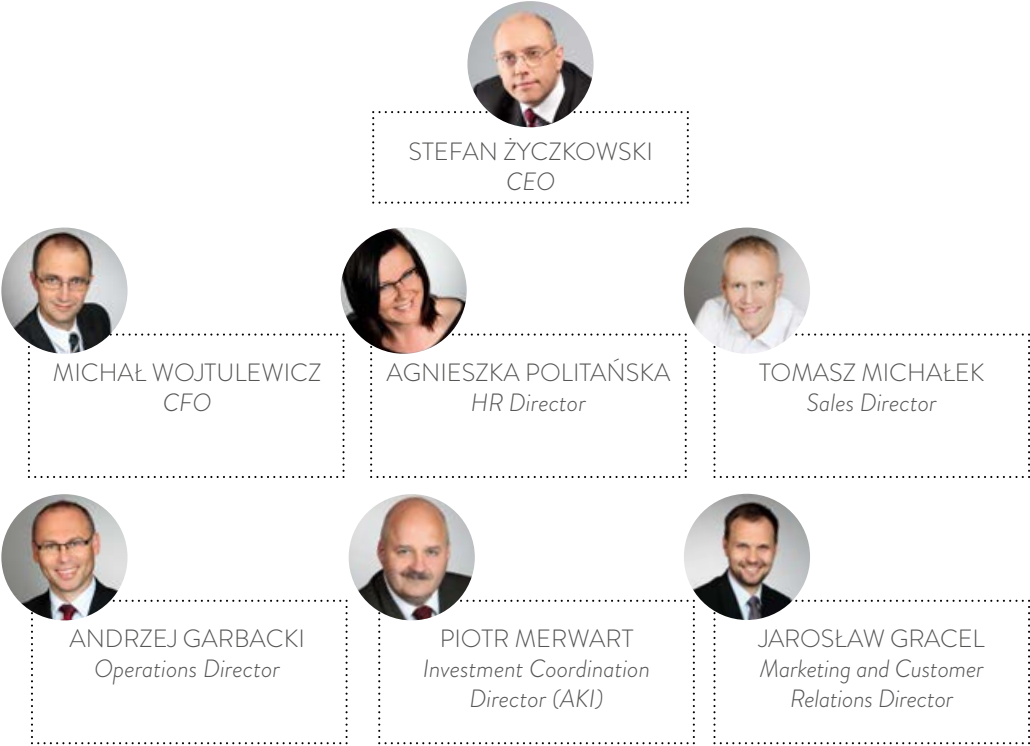 STEFAN ŻYCZKOWSKI
CEO
MICHAŁ WOJTULEWICZ
CFO
AGNIESZKA POLITAŃSKA
HR Director
TOMASZ MICHAŁEK
Sales Director
ANDRZEJ GARBACKI
Operations Director
PIOTR MERWART
Investment Coordination
Director (AKI)
JAROSŁAW GRACEL
Marketing and Customer
Relations Director